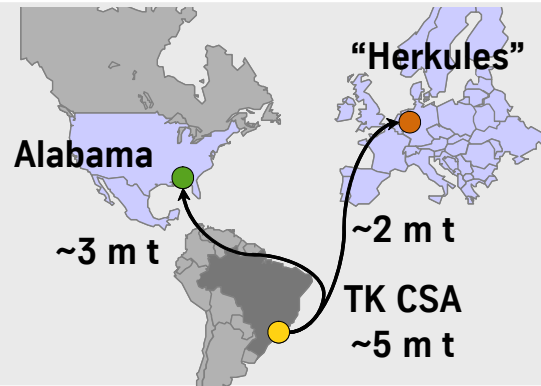 “Herkules”
Alabama
~2 m t
~3 m t
TK CSA
~5 m t